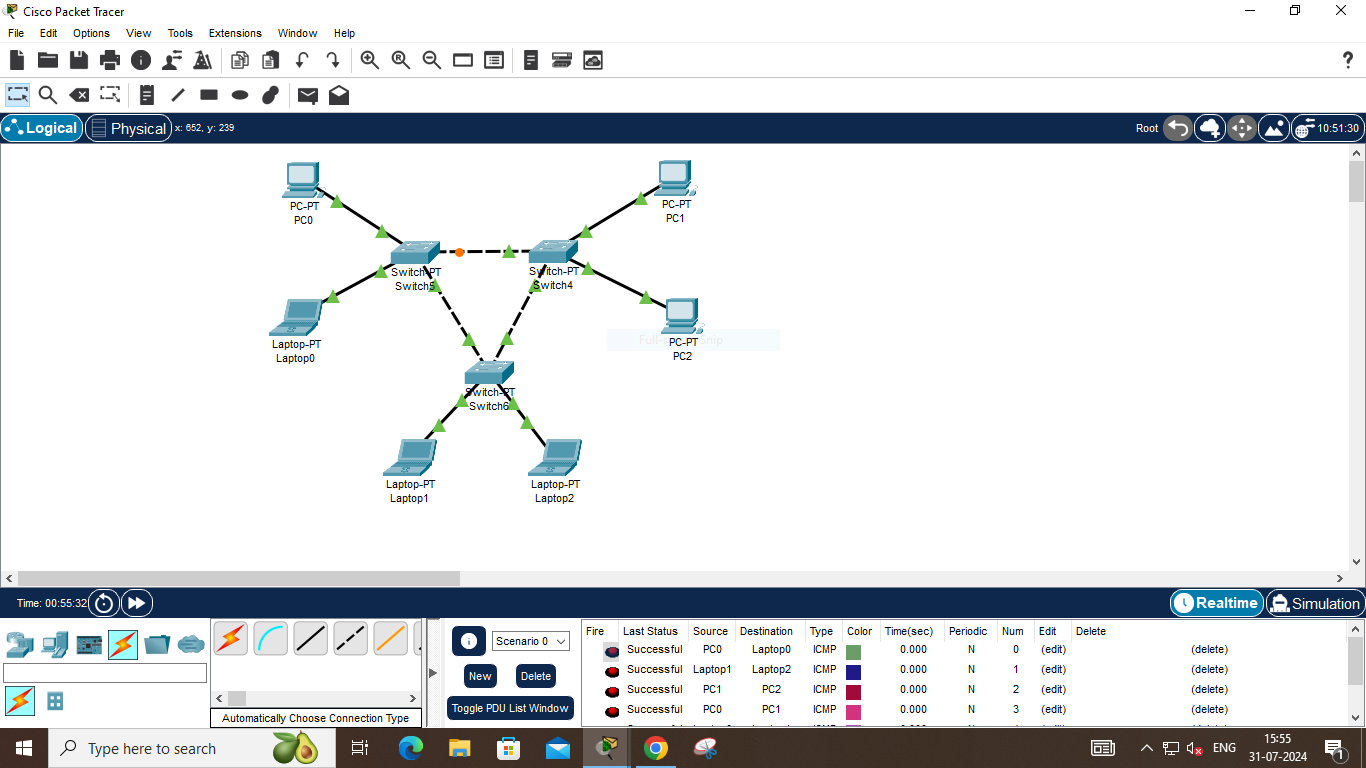 Cisco Packet Tracer
File Edit Options View Tools Extensions Window Help
?
Logical Physical x: 652, y: 239 Root 10:51:30
PC-PT
PC0
PC-PT
PC1
Switch-PT
Switch5
Switch-PT
Switch4
Laptop-PT
Laptop0
Full-screen Snip
PC-PT
PC2
Switch-PT
Switch6
Laptop-PT
Laptop1
Laptop-PT
Laptop2
Time: 00:55:32 Realtime Simulation
Scenario 0
New Delete
Toggle PDU List Window
Automatically Choose Connection Type
Fire Last Status Source Destination Type Color Time(sec) Periodic Num Edit Delete
Successful PC0 Laptop0 ICMP 0.000 N 0 (edit) (delete)
Successful Laptop1 Laptop2 ICMP 0.000 N 1 (edit) (delete)
Successful PC1 PC2 ICMP 0.000 N 2 (edit) (delete)
Successful PC0 PC1 ICMP 0.000 N 3 (edit) (delete)
Type here to search
ENG
15:55
31-07-2024
1